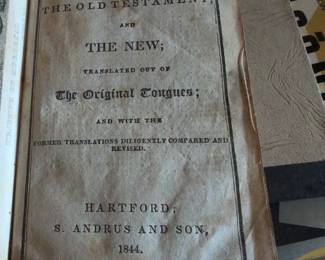 THE OLD TESTAMENT,
AND
THE NEW;
TRANSLATED OUT OF
The Original Tongues;
AND WITH THE
FORMER TRANSLATIONS DILIGENTLY COMPARED AND
REVISED.
HARTFORD;
S. ANDRUS AND SON,
1844.